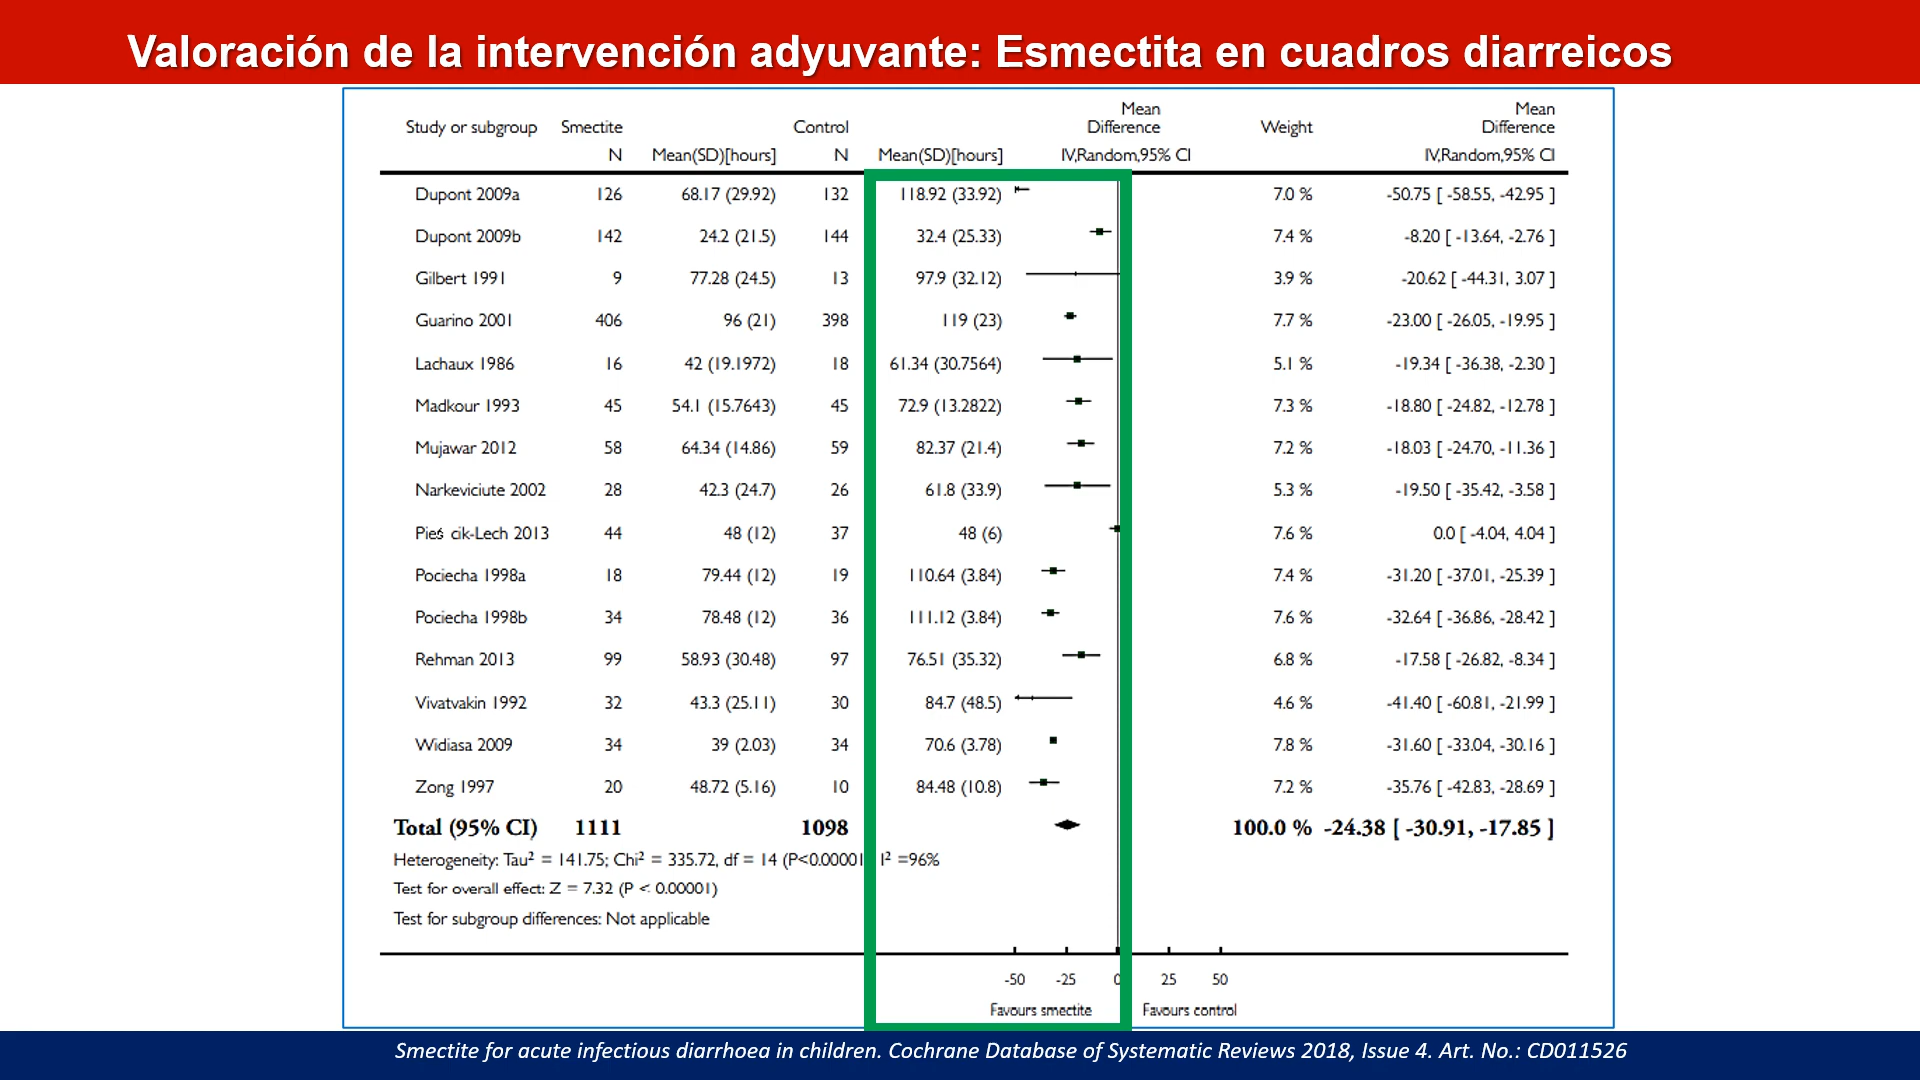 Valoración de la intervención adyuvante: Esmectita en cuadros diarreicos
Study or subgroup Smectite Control Mean Difference Weight Mean Difference
N Mean(SD)[hours] N Mean(SD)[hours] IV,Random,95% CI IV,Random,95% CI
Dupont 2009a 126 68.17 (29.92) 132 118.92 (33.92) 7.0 % -50.75 [ -58.55, -42.95 ]
Dupont 2009b 142 24.2 (21.5) 144 32.4 (25.33) 7.4 % -8.20 [ -13.64, -2.76 ]
Gilbert 1991 9 77.28 (24.5) 13 97.9 (32.12) 3.9 % -20.62 [ -44.31, 3.07 ]
Guarino 2001 406 96 (21) 398 119 (23) 7.7 % -23.00 [ -26.05, -19.95 ]
Lachaux 1986 16 42 (19.1972) 18 61.34 (30.7564) 5.1 % -19.34 [ -36.38, -2.30 ]
Madkour 1993 45 54.1 (15.7643) 45 72.9 (13.2822) 7.3 % -18.80 [ -24.82, -12.78 ]
Mujawar 2012 58 64.34 (14.86) 59 82.37 (21.4) 7.2 % -18.03 [ -24.70, -11.36 ]
Narkeviciute 2002 28 42.3 (24.7) 26 61.8 (33.9) 5.3 % -19.50 [ -35.42, -3.58 ]
Pieś cik-Lech 2013 44 48 (12) 37 48 (6) 7.6 % 0.0 [ -4.04, 4.04 ]
Pociecha 1998a 18 79.44 (12) 19 110.64 (3.84) 7.4 % -31.20 [ -37.01, -25.39 ]
Pociecha 1998b 34 78.48 (12) 36 111.12 (3.84) 7.6 % -32.64 [ -36.86, -28.42 ]
Rehman 2013 99 58.93 (30.48) 97 76.51 (35.32) 6.8 % -17.58 [ -26.82, -8.34 ]
Vivatvakin 1992 32 43.3 (25.11) 30 84.7 (48.5) 4.6 % -41.40 [ -60.81, -21.99 ]
Widiasa 2009 34 39 (2.03) 34 70.6 (3.78) 7.8 % -31.60 [ -33.04, -30.16 ]
Zong 1997 20 48.72 (5.16) 10 84.48 (10.8) 7.2 % -35.76 [ -42.83, -28.69 ]
Total (95% CI) 1111 1098 100.0 % -24.38 [ -30.91, -17.85 ]
Heterogeneity: Tau² = 141.75; Chi² = 335.72, df = 14 (P<0.00001 I² =96%
Test for overall effect: Z = 7.32 (P < 0.00001)
Test for subgroup differences: Not applicable
-50 -25 0 25 50
Favours smectite Favours control
Smectite for acute infectious diarrhoea in children. Cochrane Database of Systematic Reviews 2018, Issue 4. Art. No.: CD011526